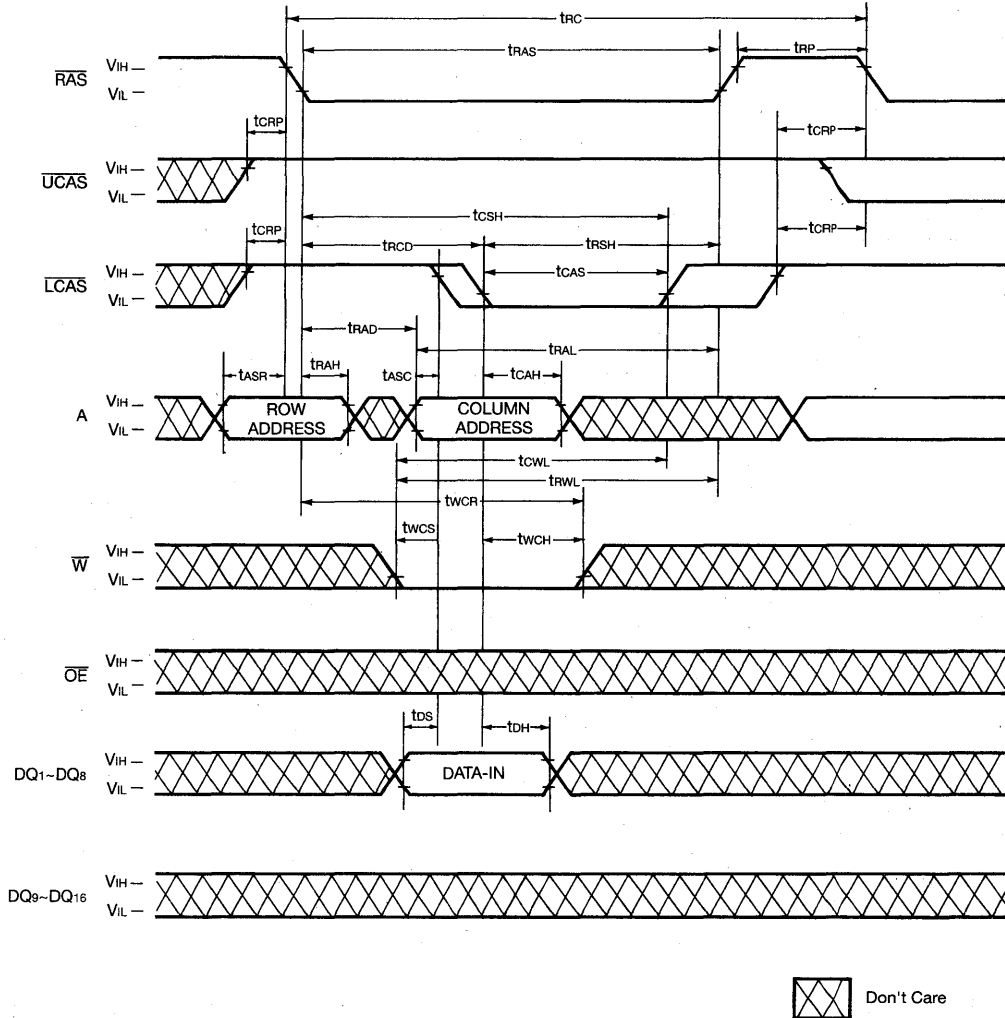 tRC
tRAS
tRP
RAS
VIH
VIL
tCRP
tCRP
UCAS
VIH
VIL
tCSH
tCRP
tRCD
tRSH
tCRP
LCAS
VIH
VIL
tCAS
tRAD
tRAL
tASR
tRAH
tASC
tCAH
A
VIH
VIL
ROW
ADDRESS
COLUMN
ADDRESS
tCWL
tRWL
tWCR
tWCS
tWCH
W
VIH
VIL
OE
VIH
VIL
tDS
tDH
DQ1~DQ8
VIH
VIL
DATA-IN
DQ9~DQ16
VIH
VIL
Don't Care